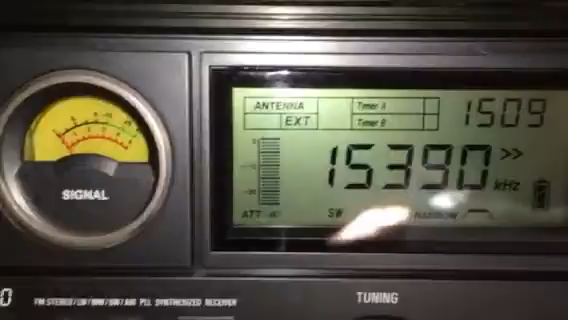 ANTENNA
EXT
Timer A
Timer B
1509
15390 >>
kHz
SIGNAL
ATT
SW
NARROW
0
FM STEREO/LW/MW/SW/AIR PLL SYNTHESIZED RECEIVER
TUNING